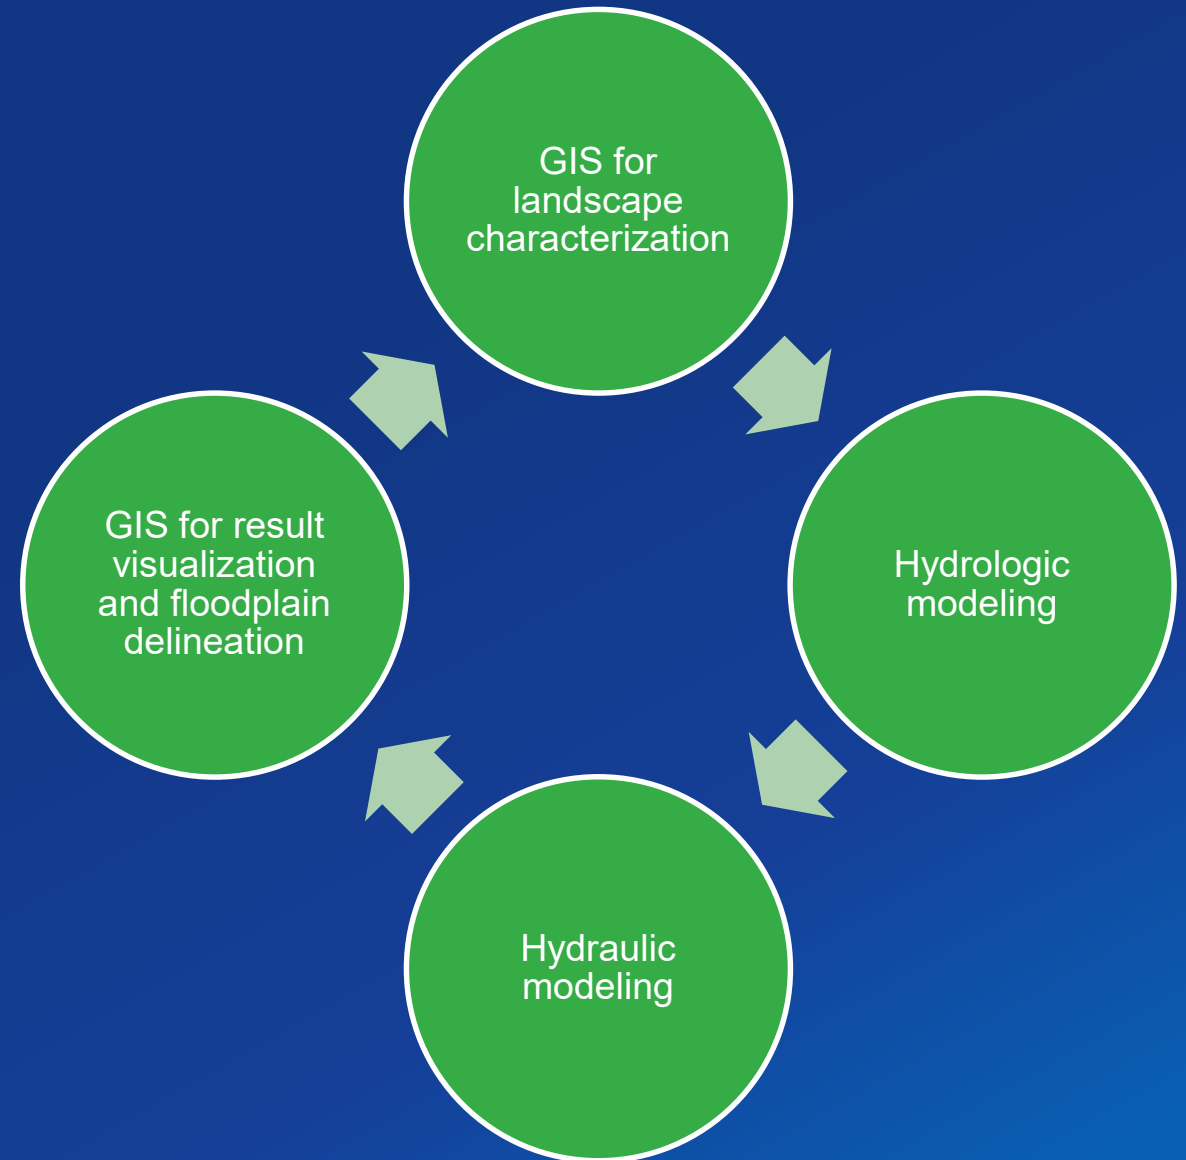 GIS for
landscape
characterization
Hydrologic
modeling
Hydraulic
modeling
GIS for result
visualization
and floodplain
delineation